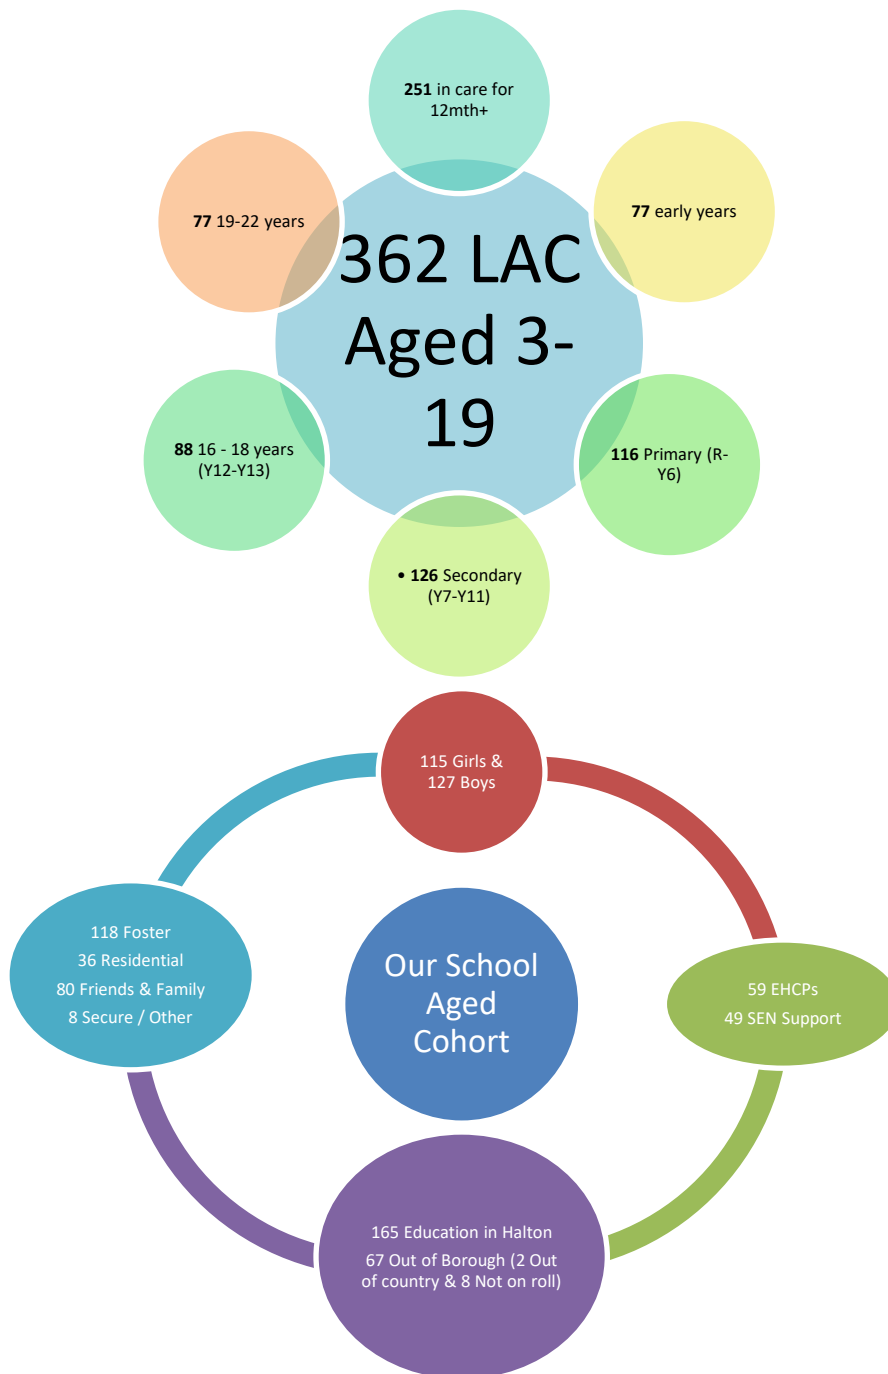 251 in care for
12mth+
77 early years
77 19-22 years
362 LAC
Aged 3-
19
116 Primary (R-
Y6)
88 16 - 18 years
(Y12-Y13)
• 126 Secondary
(Y7-Y11)
115 Girls &
127 Boys
118 Foster
36 Residential
80 Friends & Family
8 Secure / Other
Our School
Aged
Cohort
59 EHCPs
49 SEN Support
165 Education in Halton
67 Out of Borough (2 Out
of country & 8 Not on roll)